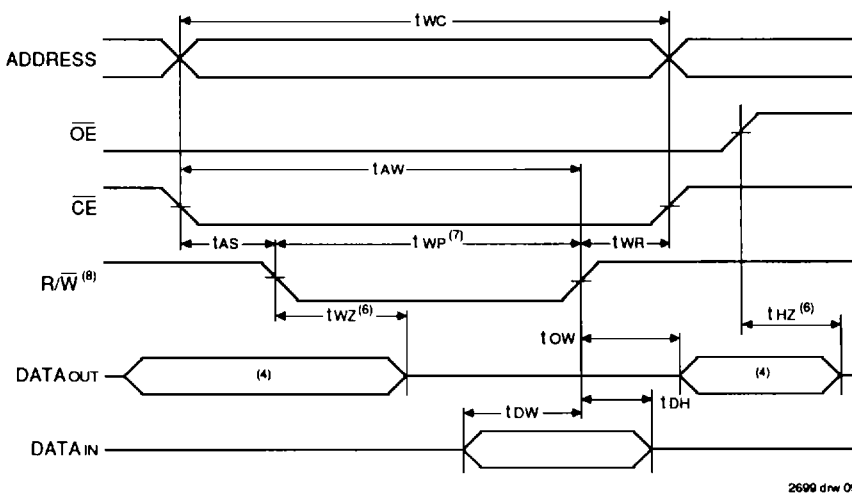 tWC
ADDRESS
OE
tAW
CE
tAS
tWP(7)
tWR
R/W (8)
tWZ(6)
tHZ(6)
tOW
DATAOUT
(4)
(4)
tDW
tDH
DATAIN